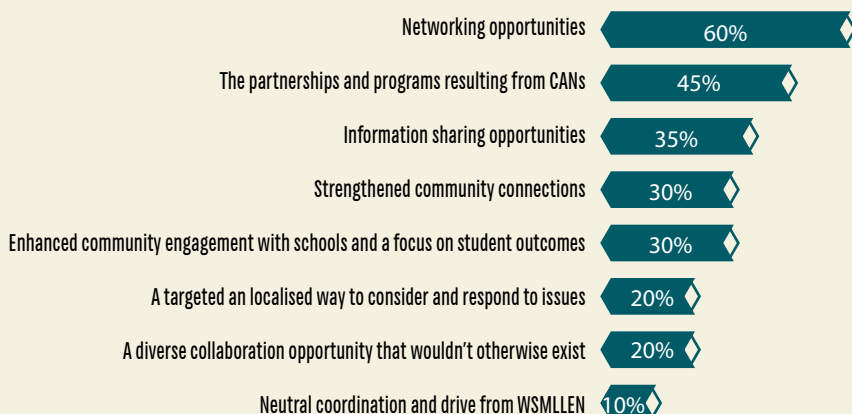 Networking opportunities 60%
The partnerships and programs resulting from CANs 45%
Information sharing opportunities 35%
Strengthened community connections 30%
Enhanced community engagement with schools and a focus on student outcomes 30%
A targeted an localised way to consider and respond to issues 20%
A diverse collaboration opportunity that wouldn't otherwise exist 20%
Neutral coordination and drive from WSMLLEN 10%